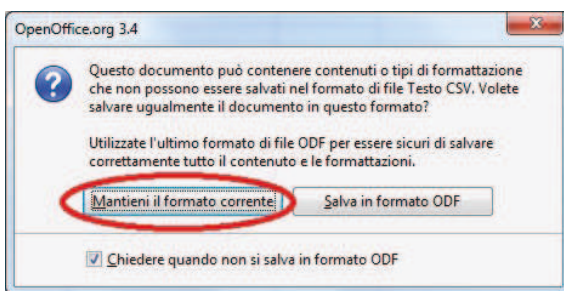 OpenOffice.org 3.4
Questo documento può contenere contenuti o tipi di formattazione
che non possono essere salvati nel formato di file Testo CSV. Volete
salvare ugualmente il documento in questo formato?
Utilizzate l'ultimo formato di file ODF per essere sicuri di salvare
correttamente tutto il contenuto e le formattazioni.
Mantieni il formato corrente Salva in formato ODF
Chiedere quando non si salva in formato ODF